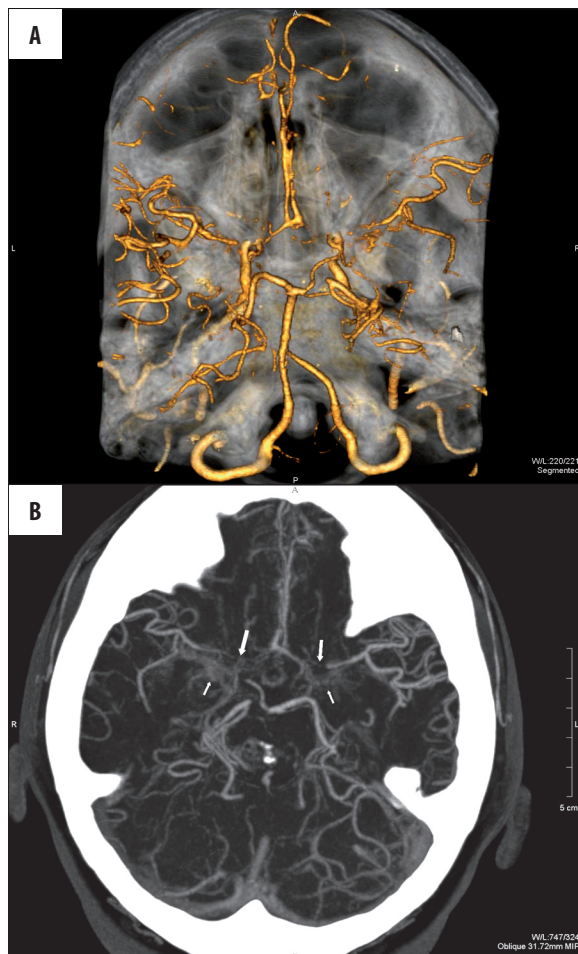 A
A
L
R
W/L:220/221
Segmented
P
B
A
R
L
5 cm
W/L:747/324
Oblique 31.72mm MIP